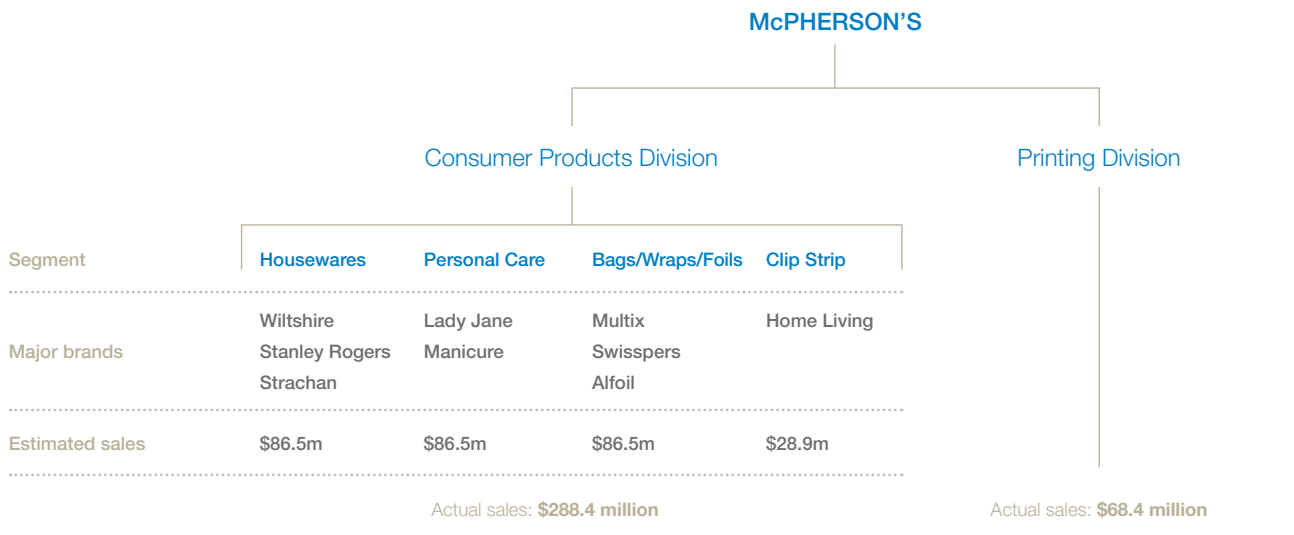 McPHERSON'S
Consumer Products Division
Printing Division
Segment Housewares Personal Care Bags/Wraps/Foils Clip Strip
Wiltshire Lady Jane Multix Home Living
Major brands Stanley Rogers Manicure Swisspers
Strachan Alfoil
Estimated sales $86.5m $86.5m $86.5m $28.9m
Actual sales: $288.4 million
Actual sales: $68.4 million